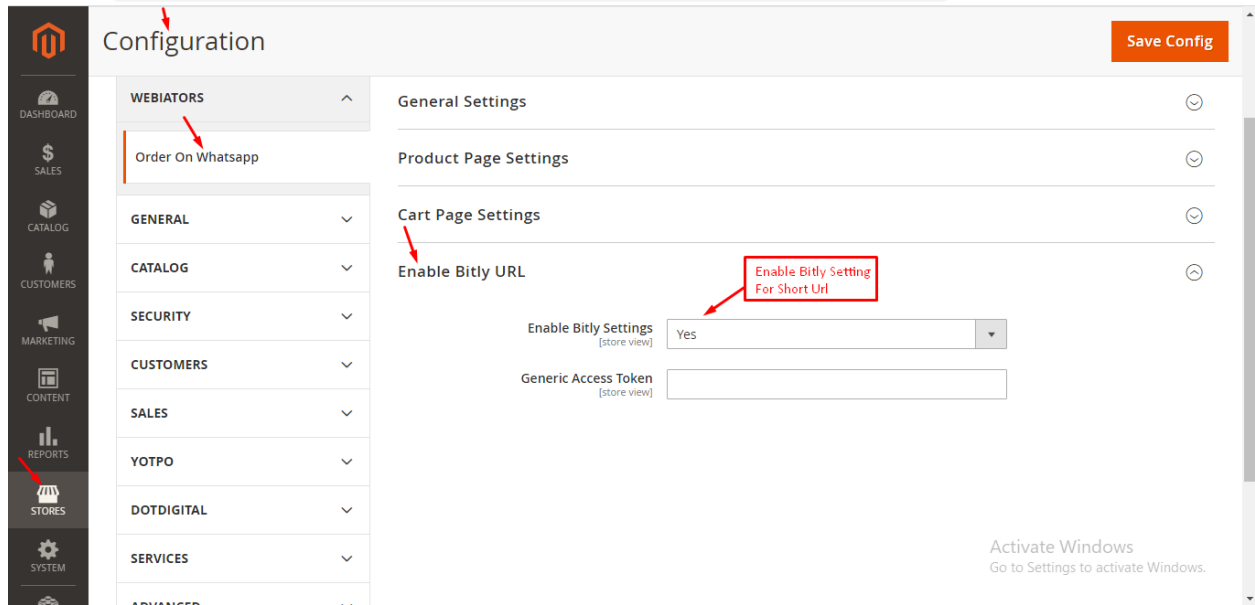 Configuration
Save Config
DASHBOARD
SALES
CATALOG
CUSTOMERS
MARKETING
CONTENT
REPORTS
STORES
SYSTEM
WEBIATORS
Order On Whatsapp
GENERAL
CATALOG
SECURITY
CUSTOMERS
SALES
YOTPO
DOTDIGITAL
SERVICES
ADVANCED
General Settings
Product Page Settings
Cart Page Settings
Enable Bitly URL
Enable Bitly Setting
For Short Url
Enable Bitly Settings
[store view]
Yes
Generic Access Token
[store view]
Activate Windows
Go to Settings to activate Windows.